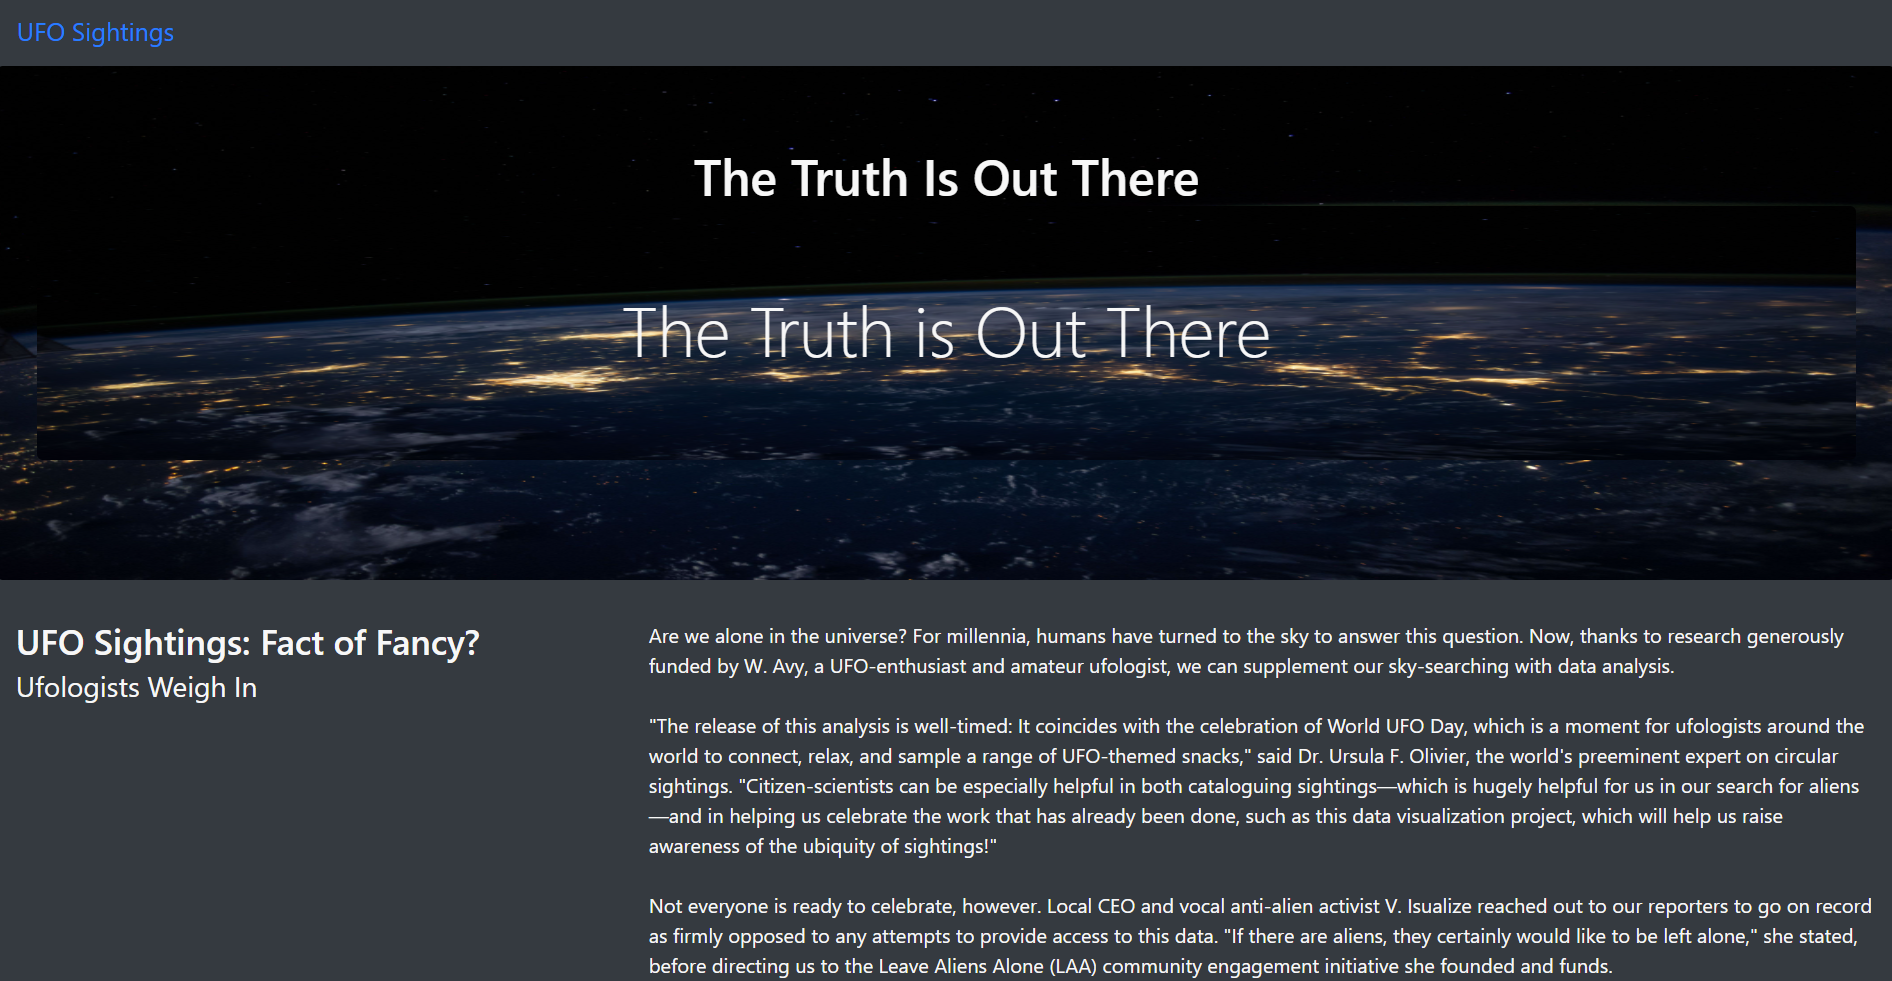 UFO Sightings
The Truth Is Out There
The Truth is Out There
UFO Sightings: Fact of Fancy?
Ufologists Weigh In
Are we alone in the universe? For millennia, humans have turned to the sky to answer this question. Now, thanks to research generously
funded by W. Avy, a UFO-enthusiast and amateur ufologist, we can supplement our sky-searching with data analysis.
"The release of this analysis is well-timed: It coincides with the celebration of World UFO Day, which is a moment for ufologists around the
world to connect, relax, and sample a range of UFO-themed snacks," said Dr. Ursula F. Olivier, the world's preeminent expert on circular
sightings. "Citizen-scientists can be especially helpful in both cataloguing sightings—which is hugely helpful for us in our search for aliens
—and in helping us celebrate the work that has already been done, such as this data visualization project, which will help us raise
awareness of the ubiquity of sightings!"
Not everyone is ready to celebrate, however. Local CEO and vocal anti-alien activist V. Isualize reached out to our reporters to go on record
as firmly opposed to any attempts to provide access to this data. "If there are aliens, they certainly would like to be left alone," she stated,
before directing us to the Leave Aliens Alone (LAA) community engagement initiative she founded and funds.